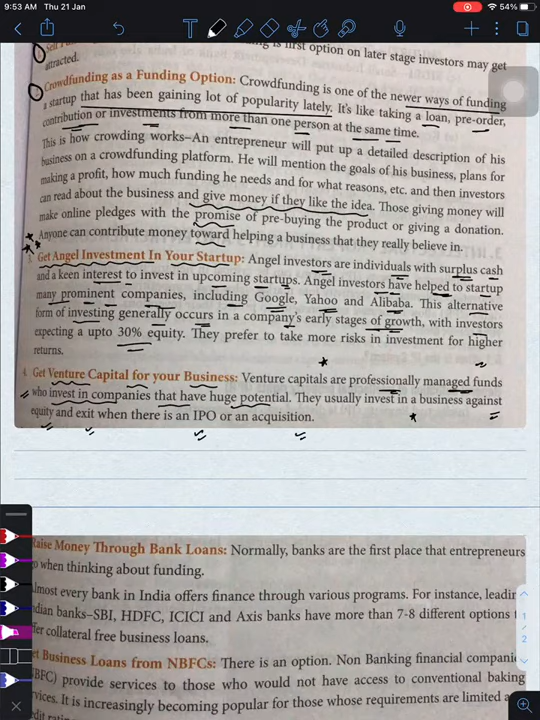 9:53 AM Thu 21 Jan
54%
is first option on later stage investors may get
attracted.
Crowdfunding as a Funding Option: Crowdfunding is one of the newer ways of funding
a startup that has been gaining lot of popularity lately. It's like taking a loan, pre-order,
contribution or investments from more than one person at the same time.
This is how crowding works–An entrepreneur will put up a detailed description of his
business on a crowdfunding platform. He will mention the goals of his business, plans for
making a profit, how much funding he needs and for what reasons, etc. and then investors
can read about the business and give money if they like the idea. Those giving money will
make online pledges with the promise of pre-buying the product or giving a donation.
Anyone can contribute money toward helping a business that they really believe in.
Get Angel Investment In Your Startup: Angel investors are individuals with surplus cash
and a keen interest to invest in upcoming startups. Angel investors have helped to startup
many prominent companies, including Google, Yahoo and Alibaba. This alternative
form of investing generally occurs in a company's early stages of growth, with investors
expecting a upto 30% equity. They prefer to take more risks in investment for higher
returns.
4. Get Venture Capital for your Business: Venture capitals are professionally managed funds
who invest in companies that have huge potential. They usually invest in a business against
equity and exit when there is an IPO or an acquisition.
Raise Money Through Bank Loans: Normally, banks are the first place that entrepreneurs
go when thinking about funding.
Almost every bank in India offers finance through various programs. For instance, leadin
Indian banks–SBI, HDFC, ICICI and Axis banks have more than 7-8 different options t
offer collateral free business loans.
Get Business Loans from NBFCs: There is an option. Non Banking financial companie
(NBFC) provide services to those who would not have access to conventional baking
services. It is increasingly becoming popular for those whose requirements are limited a
1
2